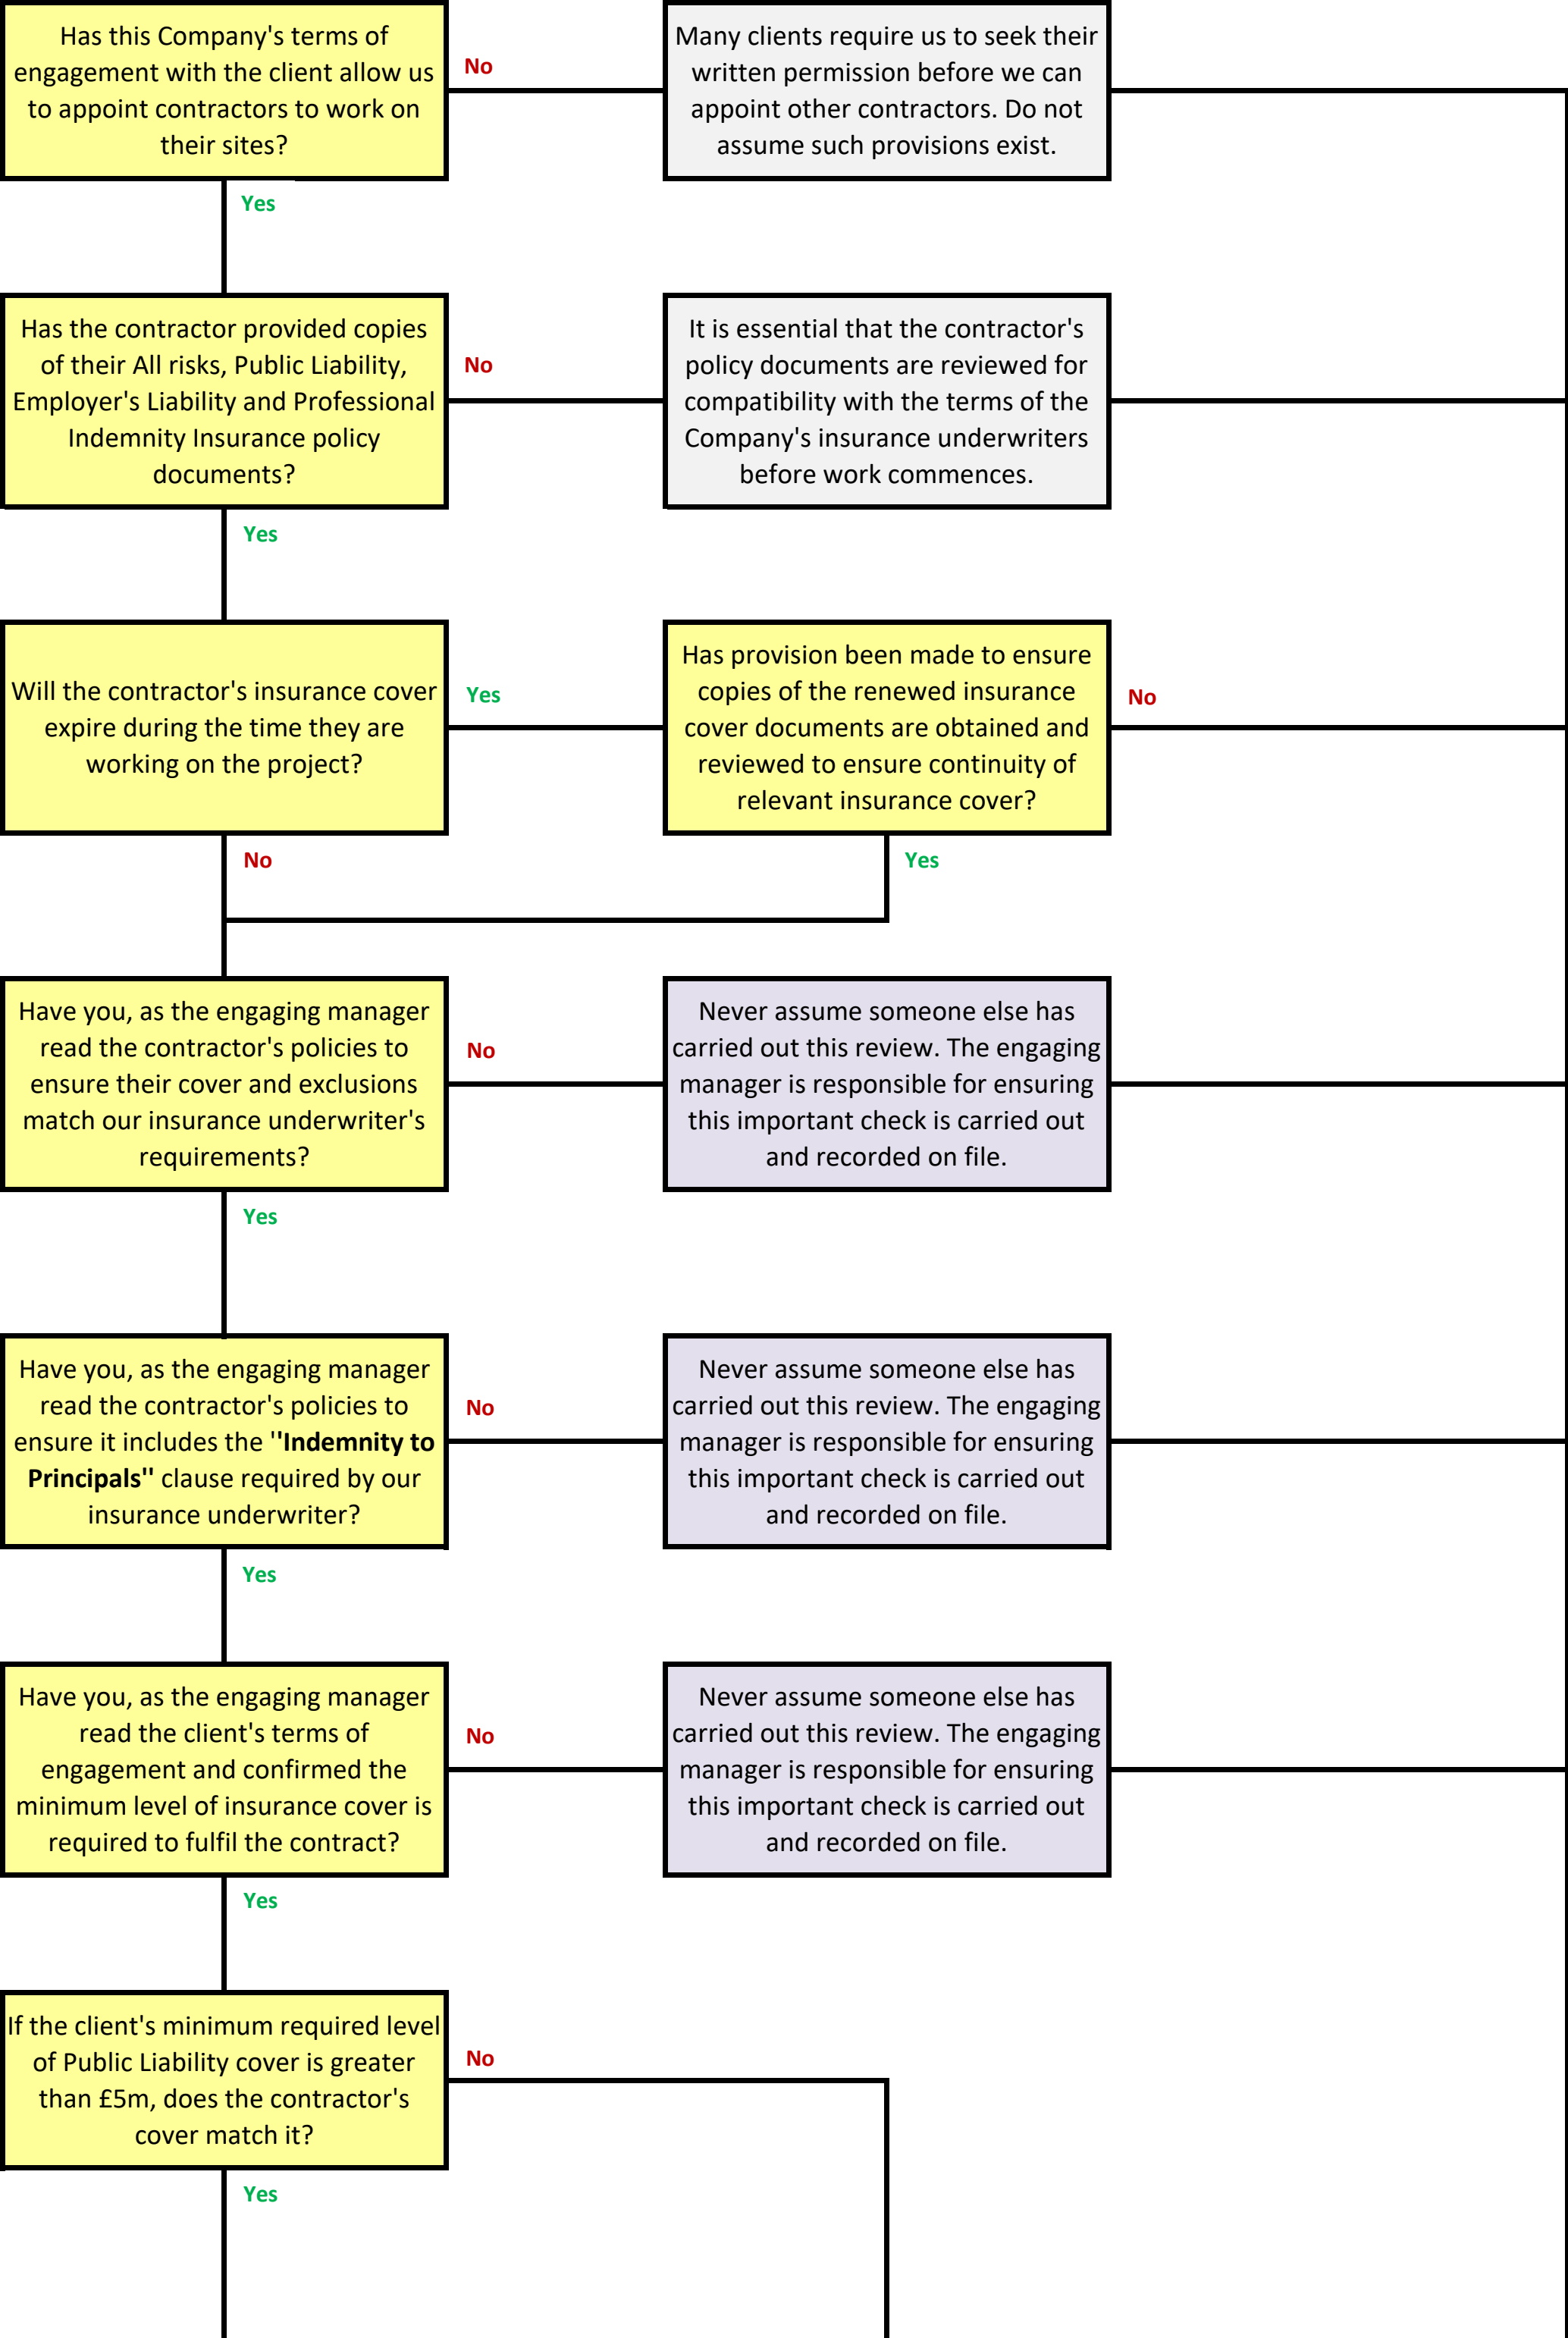 Has this Company's terms of
engagement with the client allow us
to appoint contractors to work on
their sites?
No
Many clients require us to seek their
written permission before we can
appoint other contractors. Do not
assume such provisions exist.
Yes
Has the contractor provided copies
of their All risks, Public Liability,
Employer's Liability and Professional
Indemnity Insurance policy
documents?
No
It is essential that the contractor's
policy documents are reviewed for
compatibility with the terms of the
Company's insurance underwriters
before work commences.
Yes
Will the contractor's insurance cover
expire during the time they are
working on the project?
Yes
Has provision been made to ensure
copies of the renewed insurance
cover documents are obtained and
reviewed to ensure continuity of
relevant insurance cover?
No
No
Yes
Have you, as the engaging manager
read the contractor's policies to
ensure their cover and exclusions
match our insurance underwriter's
requirements?
No
Never assume someone else has
carried out this review. The engaging
manager is responsible for ensuring
this important check is carried out
and recorded on file.
Yes
Have you, as the engaging manager
read the contractor's policies to
ensure it includes the ''Indemnity to
Principals'' clause required by our
insurance underwriter?
No
Never assume someone else has
carried out this review. The engaging
manager is responsible for ensuring
this important check is carried out
and recorded on file.
Yes
Have you, as the engaging manager
read the client's terms of
engagement and confirmed the
minimum level of insurance cover is
required to fulfil the contract?
No
Never assume someone else has
carried out this review. The engaging
manager is responsible for ensuring
this important check is carried out
and recorded on file.
Yes
If the client's minimum required level
of Public Liability cover is greater
than £5m, does the contractor's
cover match it?
No
Yes